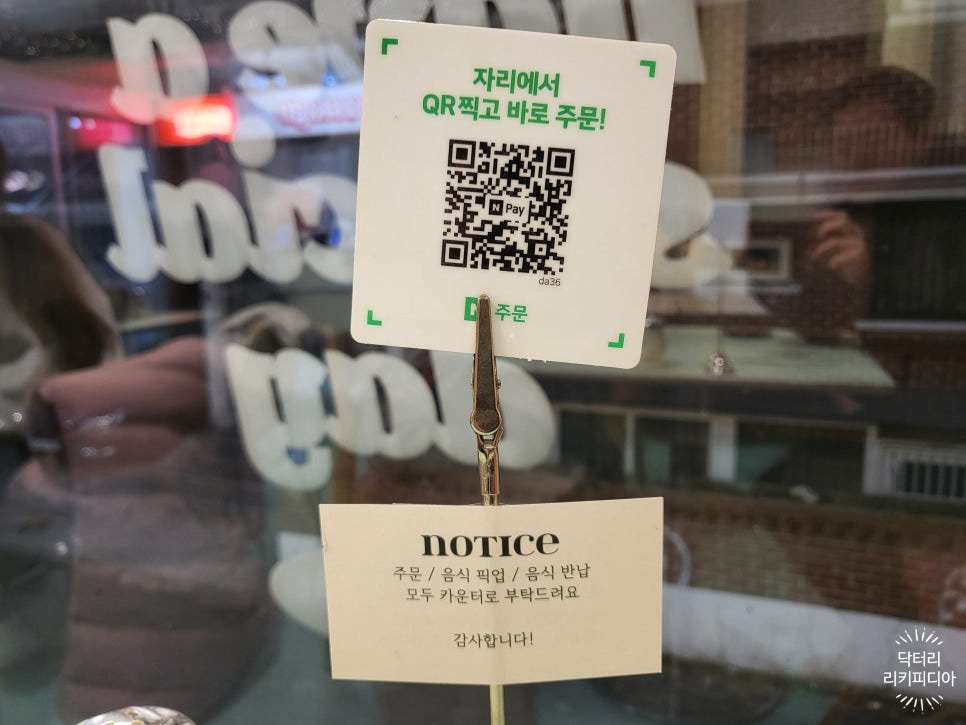 자리에서
QR찍고 바로 주문!
N Pay
da36
주문
NOTICE
주문 / 음식 픽업 / 음식 반납
모두 카운터로 부탁드려요
감사합니다!
닥터리
리키피디아